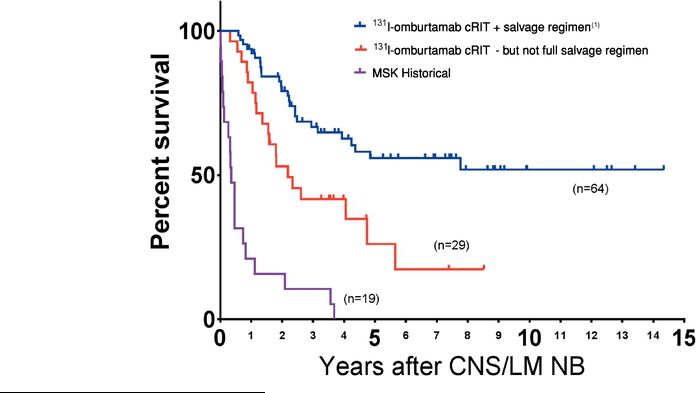 ¹³¹I-omburtamab cRIT + salvage regimen⁽¹⁾
¹³¹I-omburtamab cRIT - but not full salvage regimen
MSK Historical
Percent survival
100
50
0
(n=64)
(n=29)
(n=19)
0 1 2 3 4 5 6 7 8 9 10 11 12 13 14 15
Years after CNS/LM NB